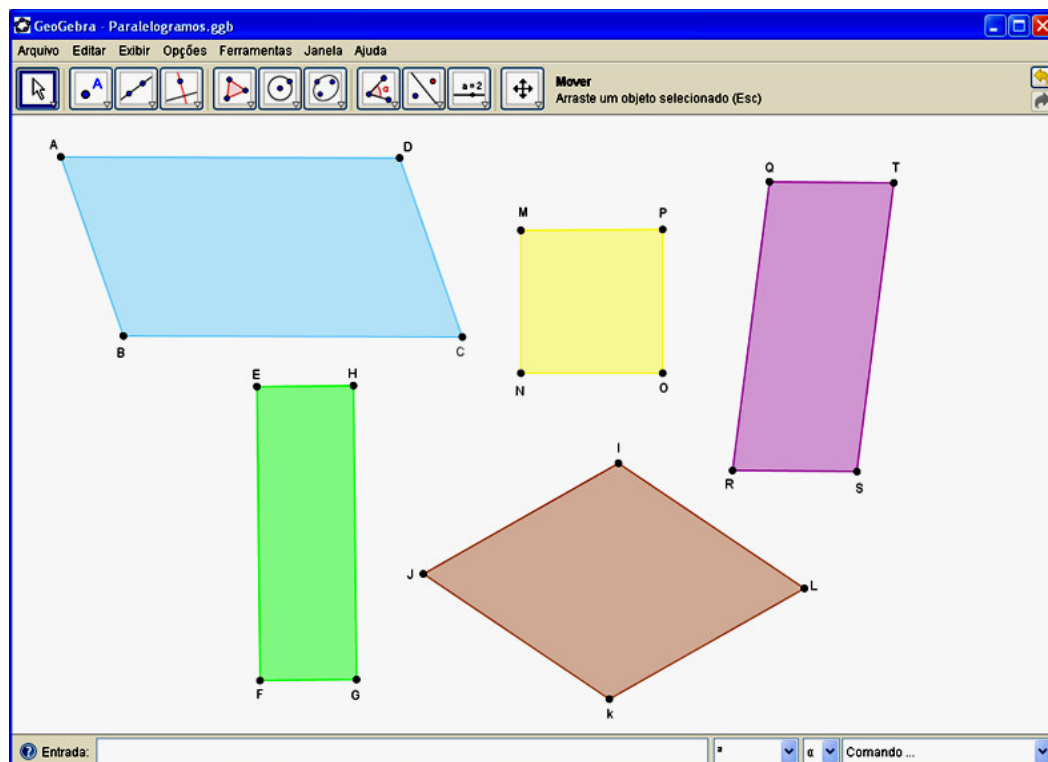 GeoGebra - Paralelogramos.ggb
Arquivo Editar Exibir Opções Ferramentas Janela Ajuda
A α a = 2 Mover
Arraste um objeto selecionado (Esc)
A D
Q T
M P
B C
E H
N O
I
R S
J L
F G
k
Entrada: ² α Comando ...